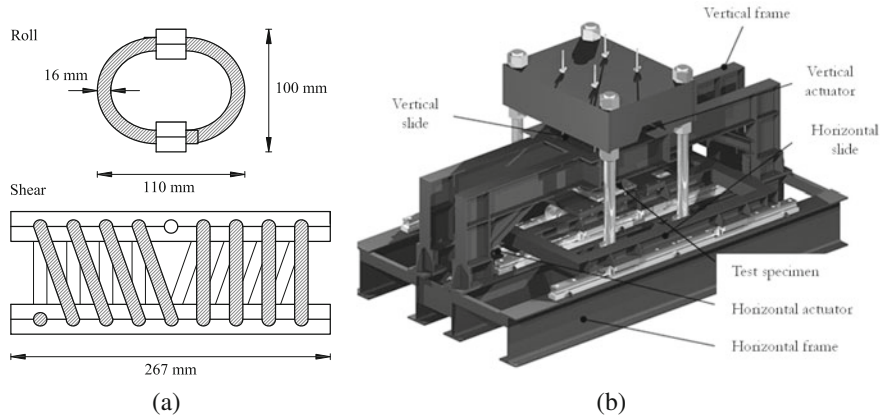 Roll
16 mm
100 mm
110 mm
Shear
267 mm
(a)
Vertical frame
Vertical
actuator
Vertical
slide
Horizontal
slide
Test specimen
Horizontal actuator
Horizontal frame
(b)